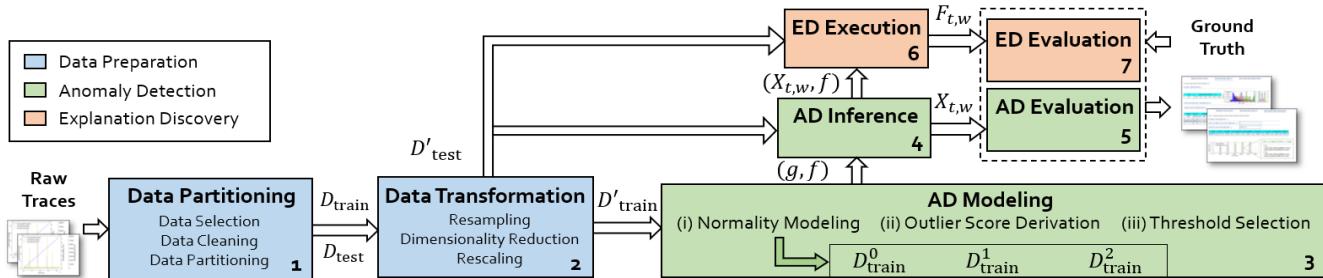 Data Preparation
Anomaly Detection
Explanation Discovery
Raw
Traces
Data Partitioning
Data Selection
Data Cleaning
Data Partitioning
1
D_train
D_test
Data Transformation
Resampling
Dimensionality Reduction
Rescaling
2
D'_test
D'_train
AD Modeling
(i) Normality Modeling (ii) Outlier Score Derivation (iii) Threshold Selection
D^0_train D^1_train D^2_train
3
(g, f)
AD Inference
4
(X_{t,w}, f)
X_{t,w}
ED Execution
6
F_{t,w}
ED Evaluation
7
AD Evaluation
5
Ground
Truth